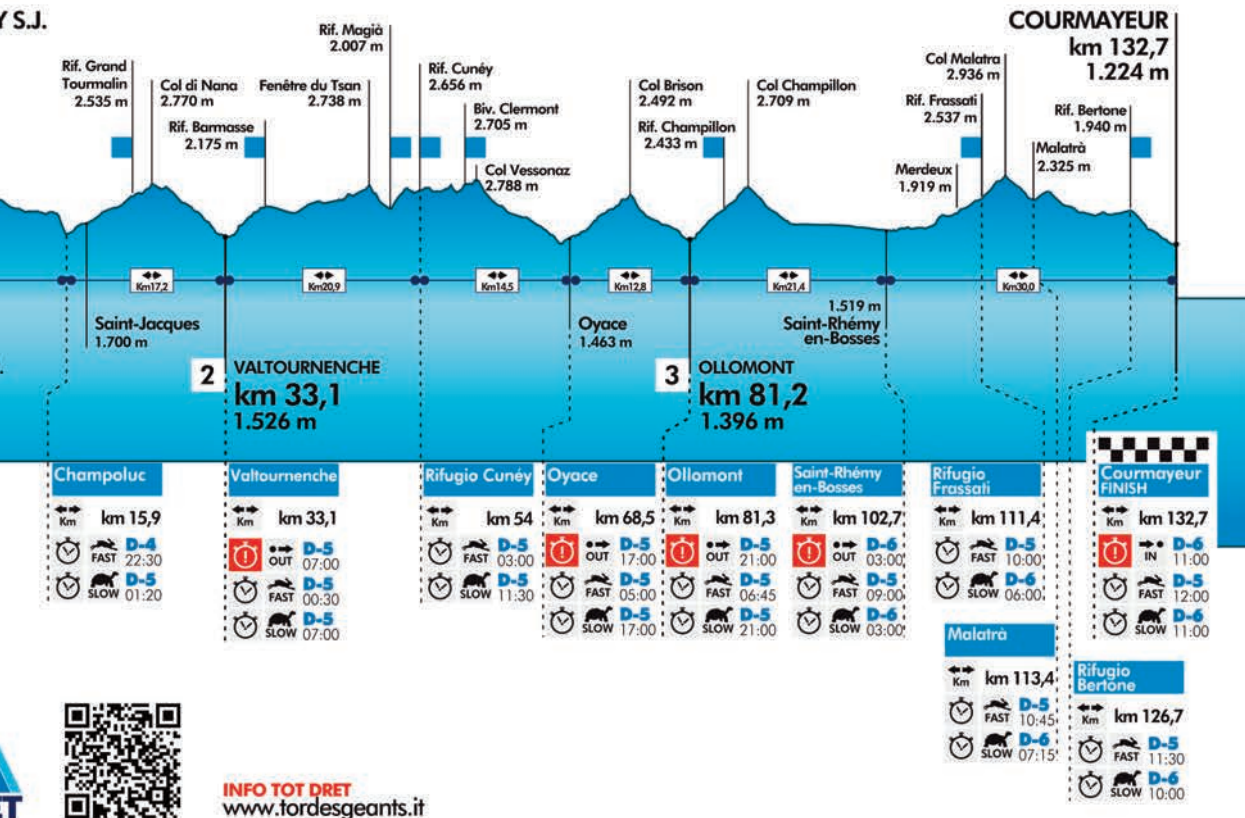 Y S.J.
COURMAYEUR
km 132,7
1.224 m
Rif. Grand
Tourmalin
2.535 m
Col di Nana
2.770 m
Rif. Barmasse
2.175 m
Fenêtre du Tsan
2.738 m
Rif. Magià
2.007 m
Rif. Cunéy
2.656 m
Biv. Clermont
2.705 m
Col Vessonaz
2.788 m
Col Brison
2.492 m
Rif. Champillon
2.433 m
Col Champillon
2.709 m
Merdeux
1.919 m
Rif. Frassati
2.537 m
Col Malatra
2.936 m
Malatrà
2.325 m
Rif. Bertone
1.940 m
Km17,2
Km20,9
Km14,5
Km12,8
Km21,4
Km30,0
Saint-Jacques
1.700 m
2
VALTOURNENCHE
km 33,1
1.526 m
Oyace
1.463 m
3
OLLOMONT
km 81,2
1.396 m
1.519 m
Saint-Rhémy
en-Bosses
Champoluc
Km km 15,9
FAST D-4
22:30
SLOW D-5
01:20
Valtournenche
Km km 33,1
OUT D-5
07:00
FAST D-5
00:30
SLOW D-5
07:00
Rifugio Cunéy
Km km 54
FAST D-5
03:00
SLOW D-5
11:30
Oyace
Km km 68,5
OUT D-5
17:00
FAST D-5
05:00
SLOW D-5
17:00
Ollomont
Km km 81,3
OUT D-5
21:00
FAST D-5
06:45
SLOW D-5
21:00
Saint-Rhémy
en-Bosses
Km km 102,7
OUT D-6
03:00
FAST D-5
09:00
SLOW D-6
03:00
Rifugio
Frassati
Km km 111,4
FAST D-5
10:00
SLOW D-6
06:00
Malatrà
Km km 113,4
FAST D-5
10:45
SLOW D-6
07:15
Rifugio
Bertone
Km km 126,7
FAST D-5
11:30
SLOW D-6
10:00
Courmayeur
FINISH
Km km 132,7
IN D-6
11:00
FAST D-5
12:00
SLOW D-6
11:00
ET
INFO TOT DRET
www.tordesgeants.it